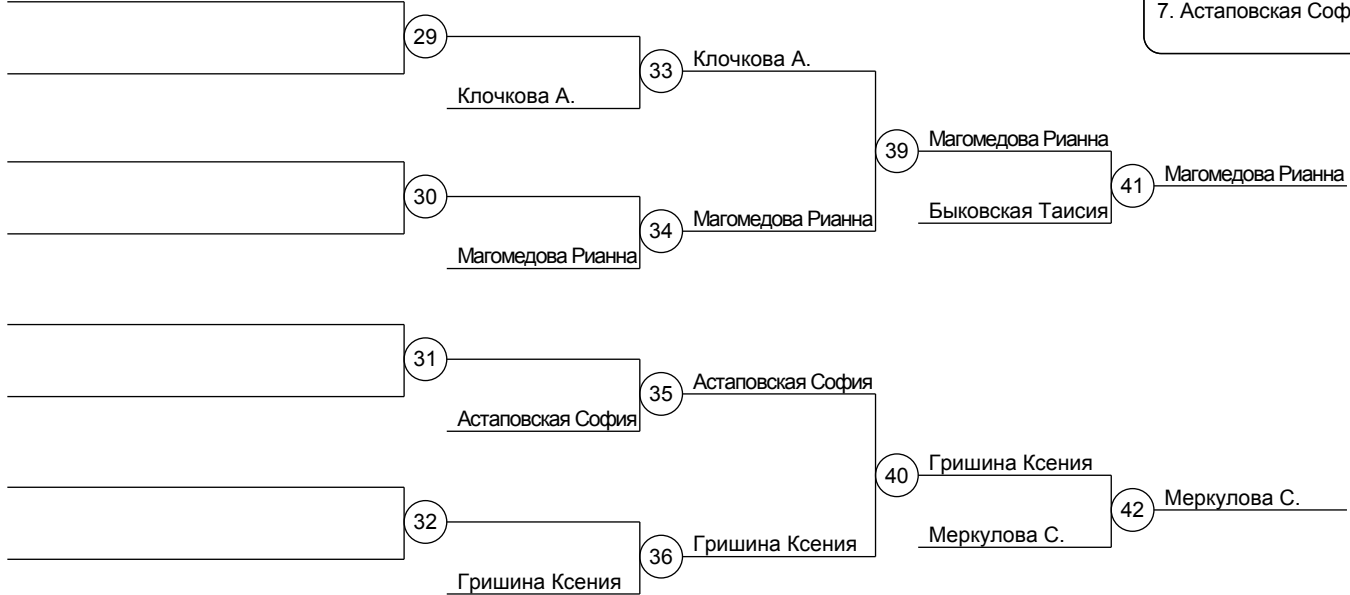 7. Астаповская Соф
29
33
Клочкова А.
Клочкова А.
39
Магомедова Рианна
30
41
Магомедова Рианна
34
Магомедова Рианна
Быковская Таисия
Магомедова Рианна
31
35
Астаповская София
Астаповская София
40
Гришина Ксения
32
42
Меркулова С.
36
Гришина Ксения
Меркулова С.
Гришина Ксения